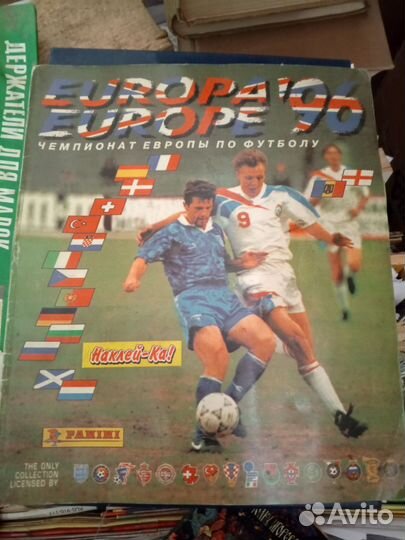 EUROPA '96
EUROPE '96
ЧЕМПИОНАТ ЕВРОПЫ ПО ФУТБОЛУ
ДЕРЖАТЕЛИ ДЛЯ МАРОК
9
Наклей-Ка!
PANINI
THE ONLY
COLLECTION
LICENSED BY
Avito